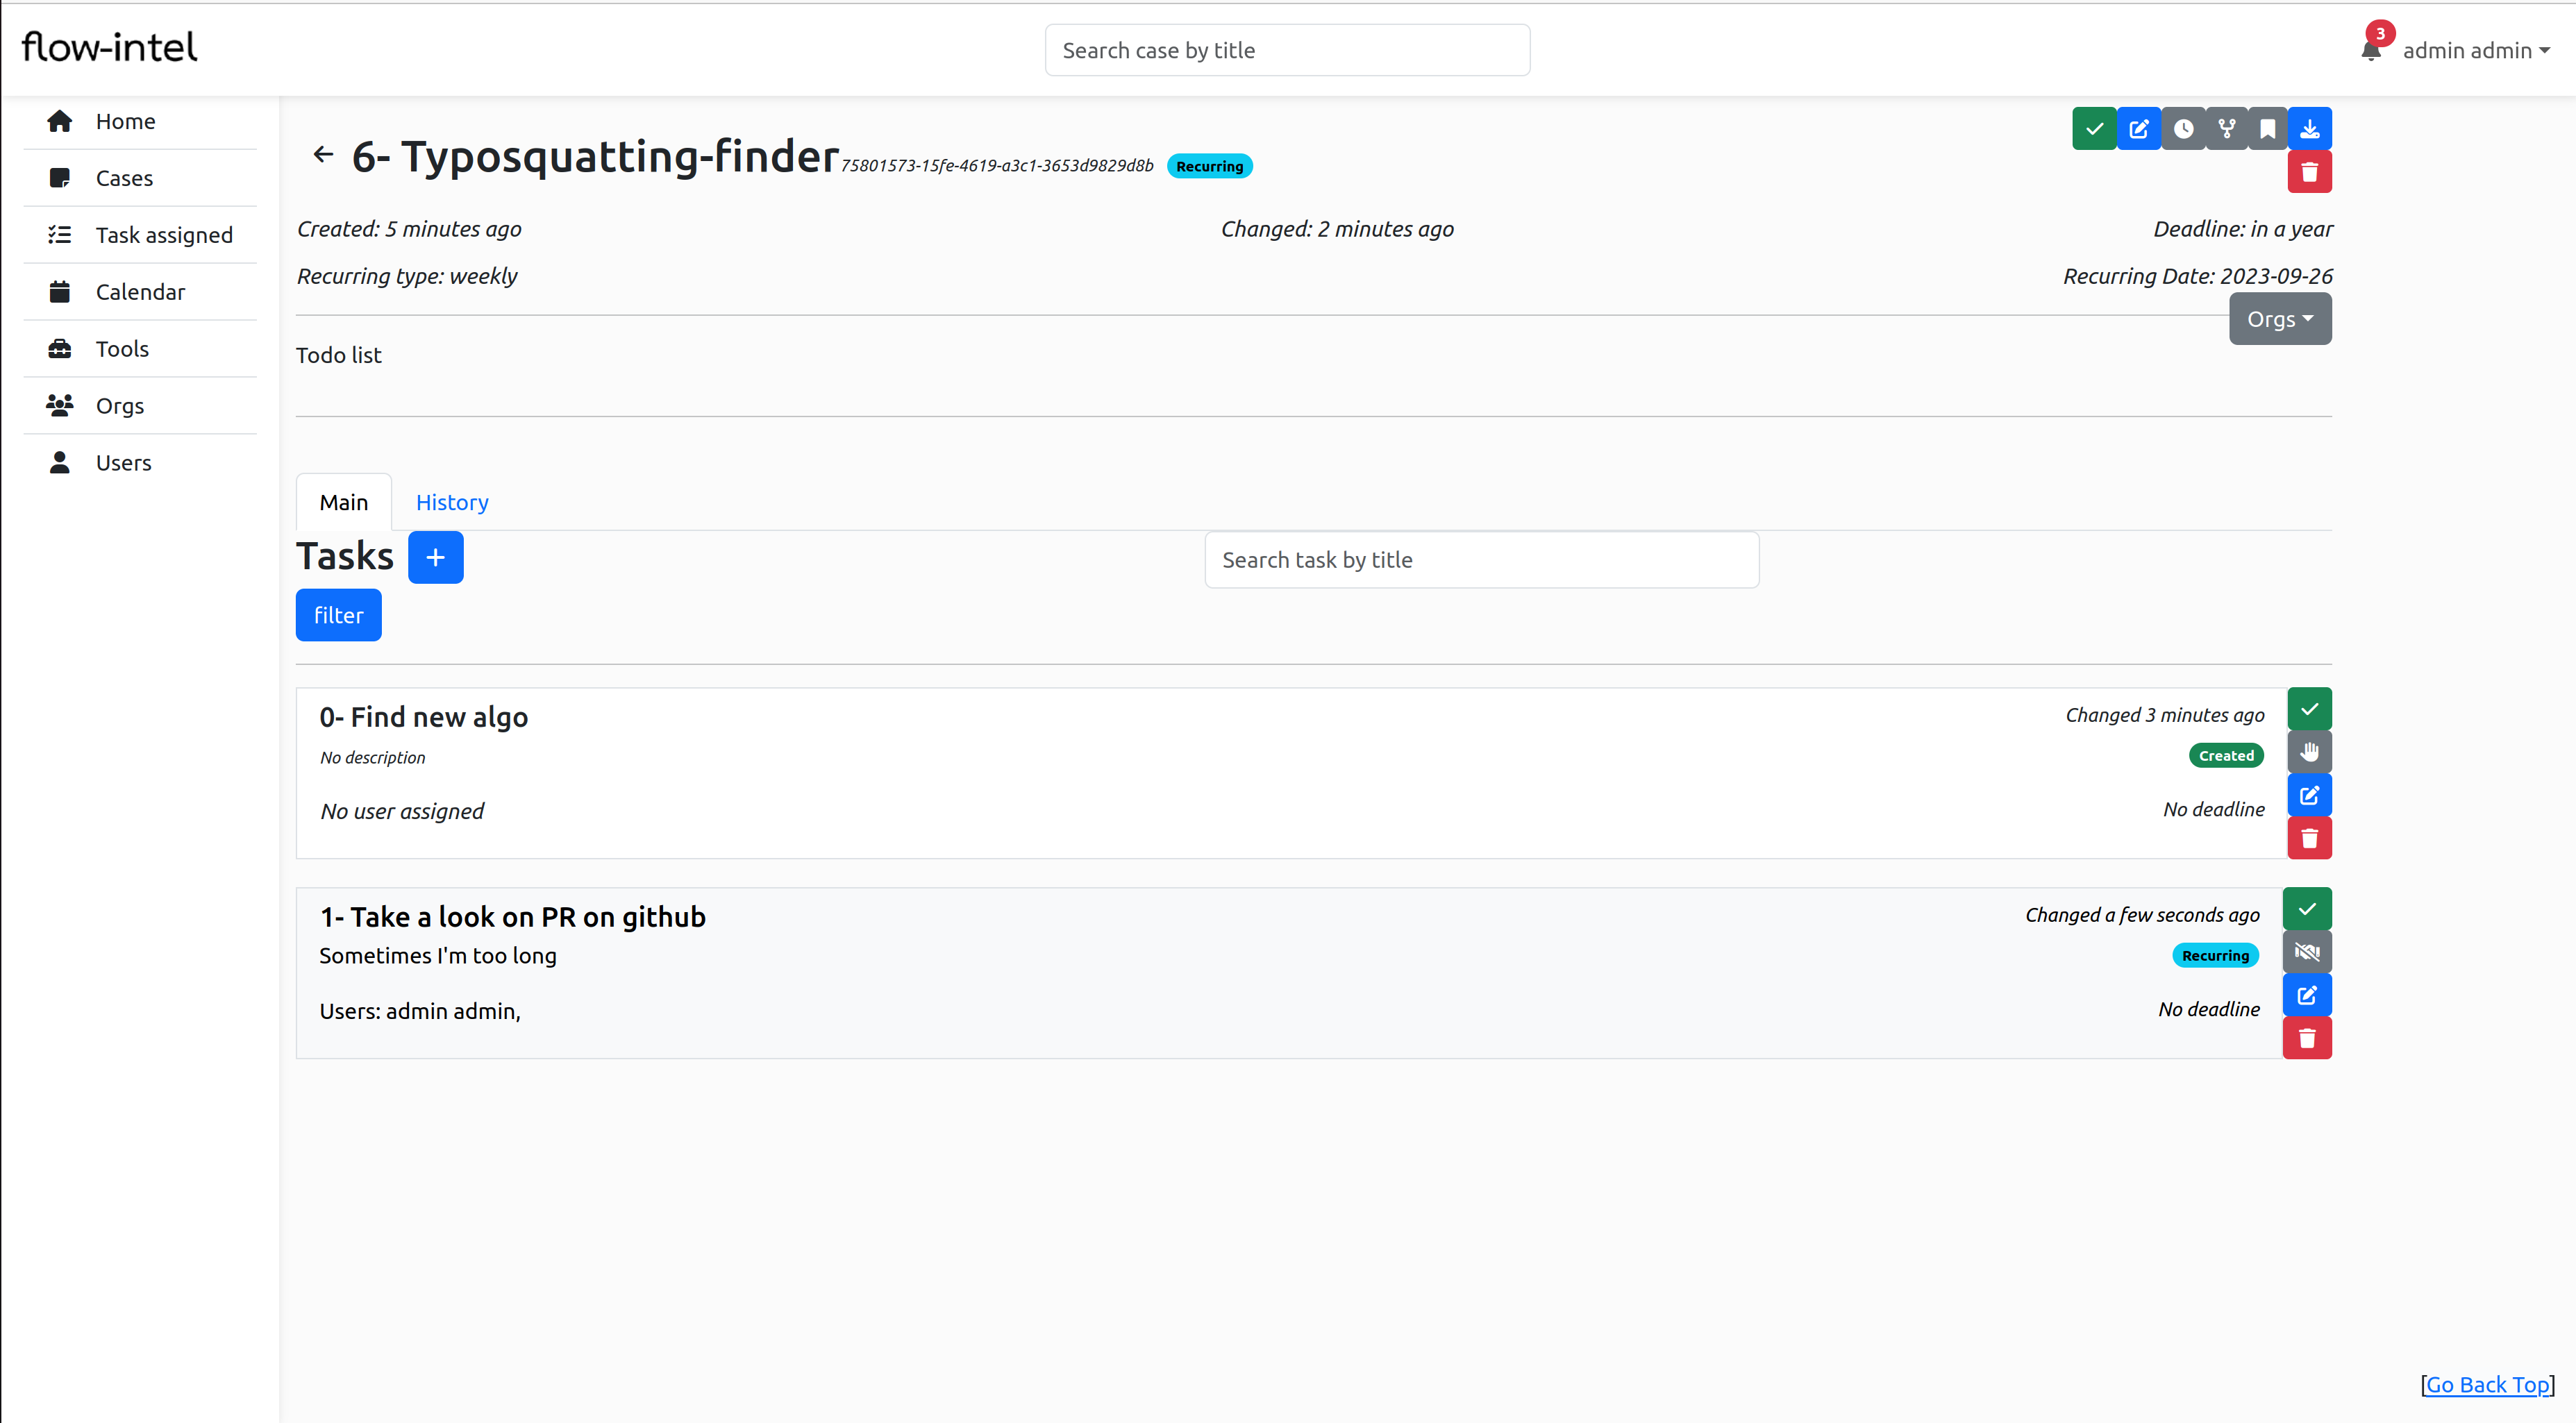 flow-intel
Search case by title
3
admin admin
Home
Cases
Task assigned
Calendar
Tools
Orgs
Users
6- Typosquatting-finder 75801573-15fe-4619-a3c1-3653d9829d8b Recurring
Created: 5 minutes ago Changed: 2 minutes ago Deadline: in a year
Recurring type: weekly Recurring Date: 2023-09-26
Orgs
Todo list
Main History
Tasks + Search task by title
filter
0- Find new algo Changed 3 minutes ago
No description Created
No user assigned No deadline
1- Take a look on PR on github Changed a few seconds ago
Sometimes I'm too long Recurring
Users: admin admin, No deadline
[Go Back Top]